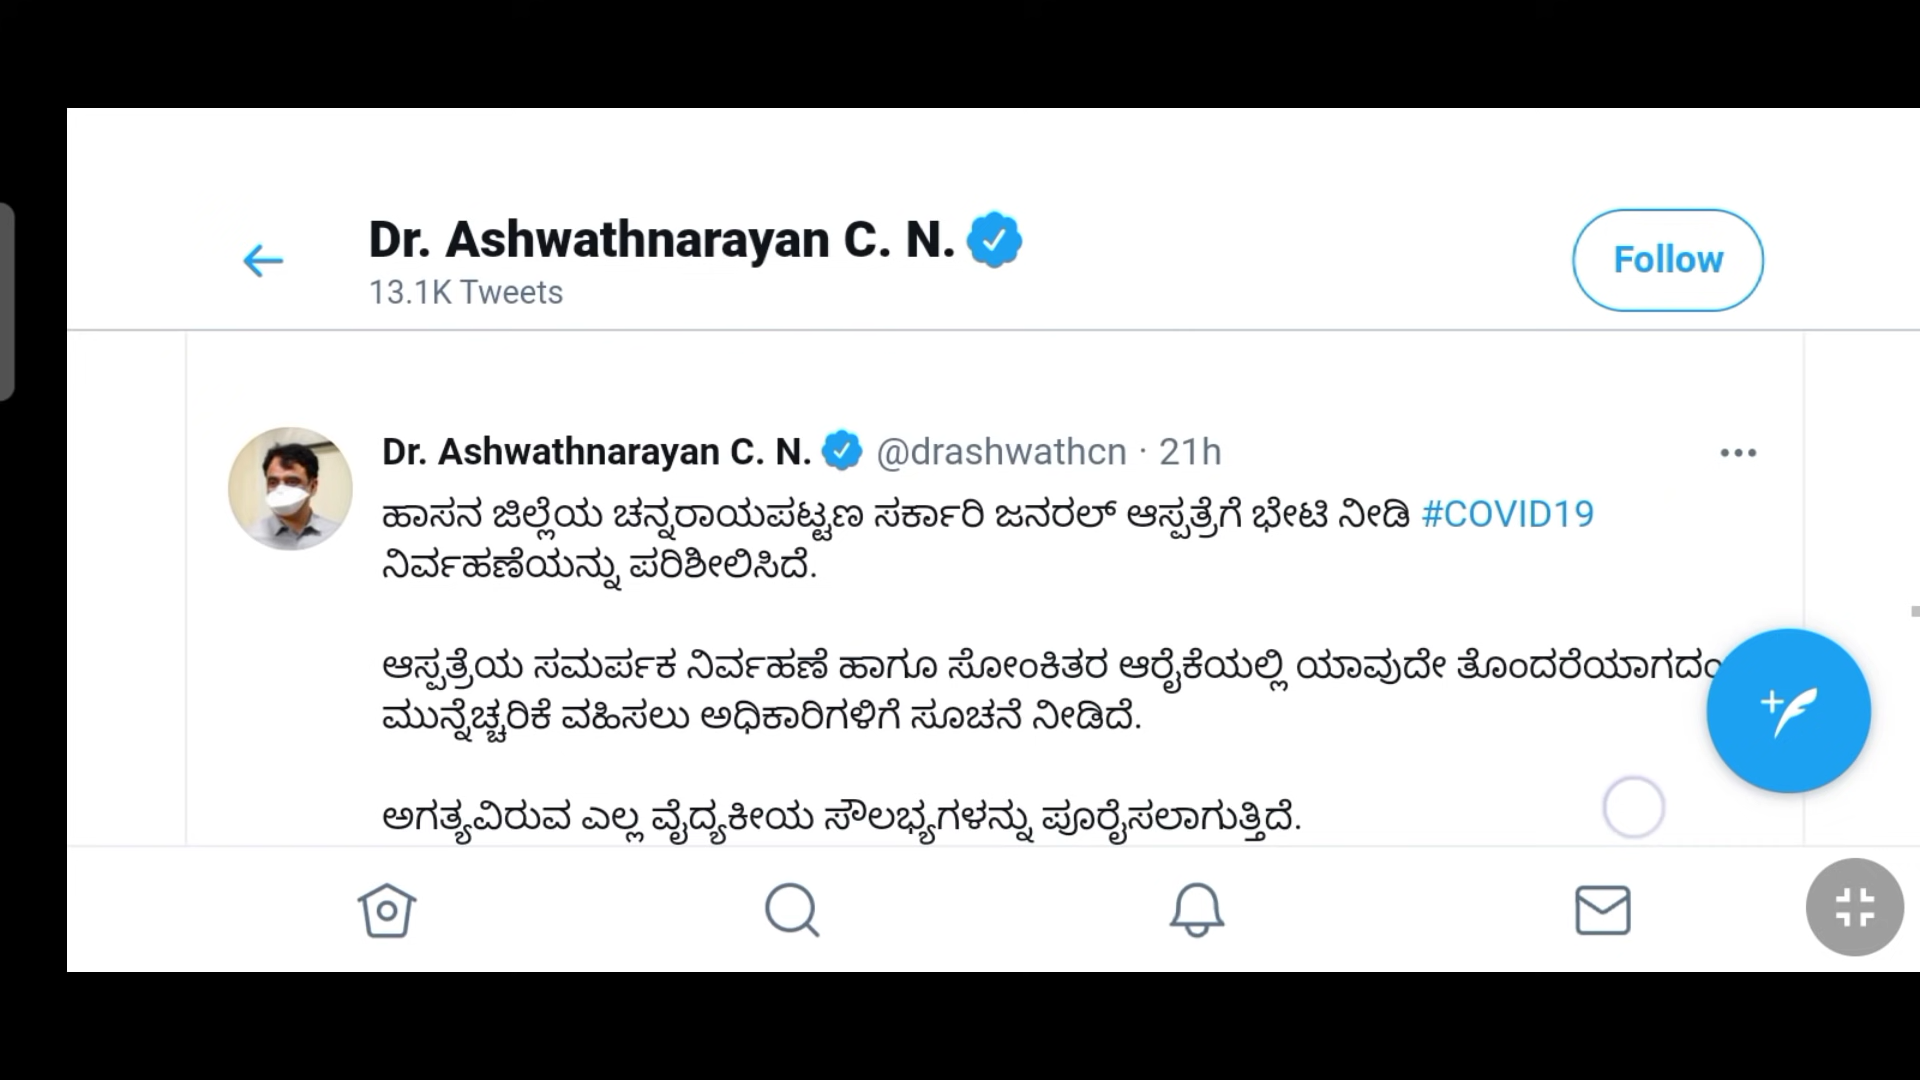 Dr. Ashwathnarayan C. N.
13.1K Tweets
Follow
Dr. Ashwathnarayan C. N. @drashwathcn · 21h
ಹಾಸನ ಜಿಲ್ಲೆಯ ಚನ್ನರಾಯಪಟ್ಟಣ ಸರ್ಕಾರಿ ಜನರಲ್ ಆಸ್ಪತ್ರೆಗೆ ಭೇಟಿ ನೀಡಿ #COVID19
ನಿರ್ವಹಣೆಯನ್ನು ಪರಿಶೀಲಿಸಿದೆ.
ಆಸ್ಪತ್ರೆಯ ಸಮರ್ಪಕ ನಿರ್ವಹಣೆ ಹಾಗೂ ಸೋಂಕಿತರ ಆರೈಕೆಯಲ್ಲಿ ಯಾವುದೇ
ಮುನ್ನೆಚ್ಚರಿಕೆ ವಹಿಸಲು ಅಧಿಕಾರಿಗಳಿಗೆ ಸೂಚನೆ ನೀಡಿದೆ.
ಅಗತ್ಯವಿರುವ ಎಲ್ಲ ವೈದ್ಯಕೀಯ ಸೌಲಭ್ಯಗಳನ್ನು ಪೂರೈಸಲಾಗುತ್ತಿದೆ.